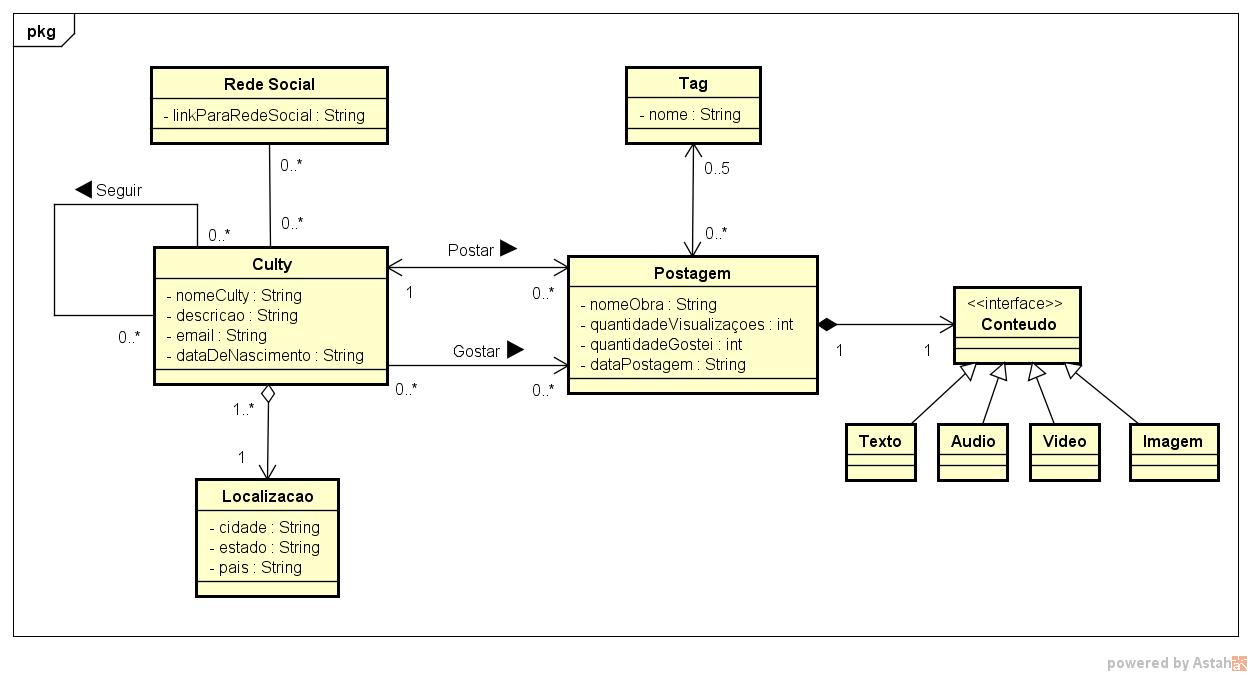 pkg
Rede Social
- linkParaRedeSocial : String
Tag
- nome : String
0..*
0..5
Seguir
0..*
0..*
0..*
Culty
- nomeCulty : String
- descricao : String
- email : String
- dataDeNascimento : String
0..*
Postar
1
0..*
Gostar
0..*
0..*
Postagem
- nomeObra : String
- quantidadeVisualizaçoes : int
- quantidadeGostei : int
- dataPostagem : String
1
1
<<interface>>
Conteudo
Texto
Audio
Video
Imagem
1..*
1
Localizacao
- cidade : String
- estado : String
- pais : String
powered by Astah